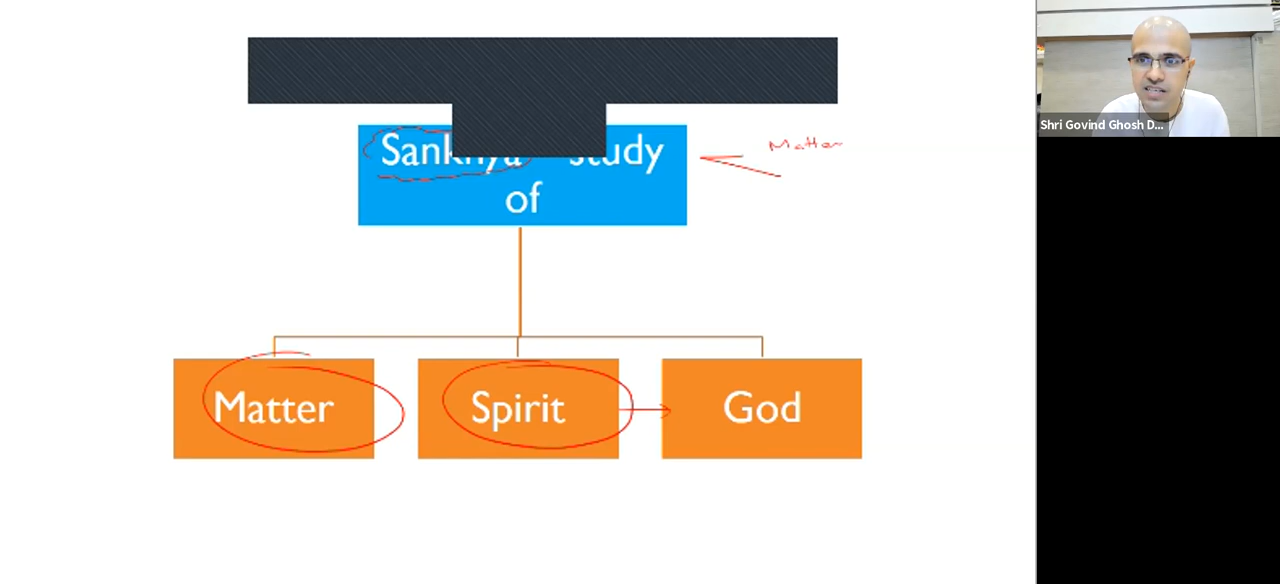 Sankhya study
of
Matter
Matter
Spirit
God
Shri Govind Ghosh D...